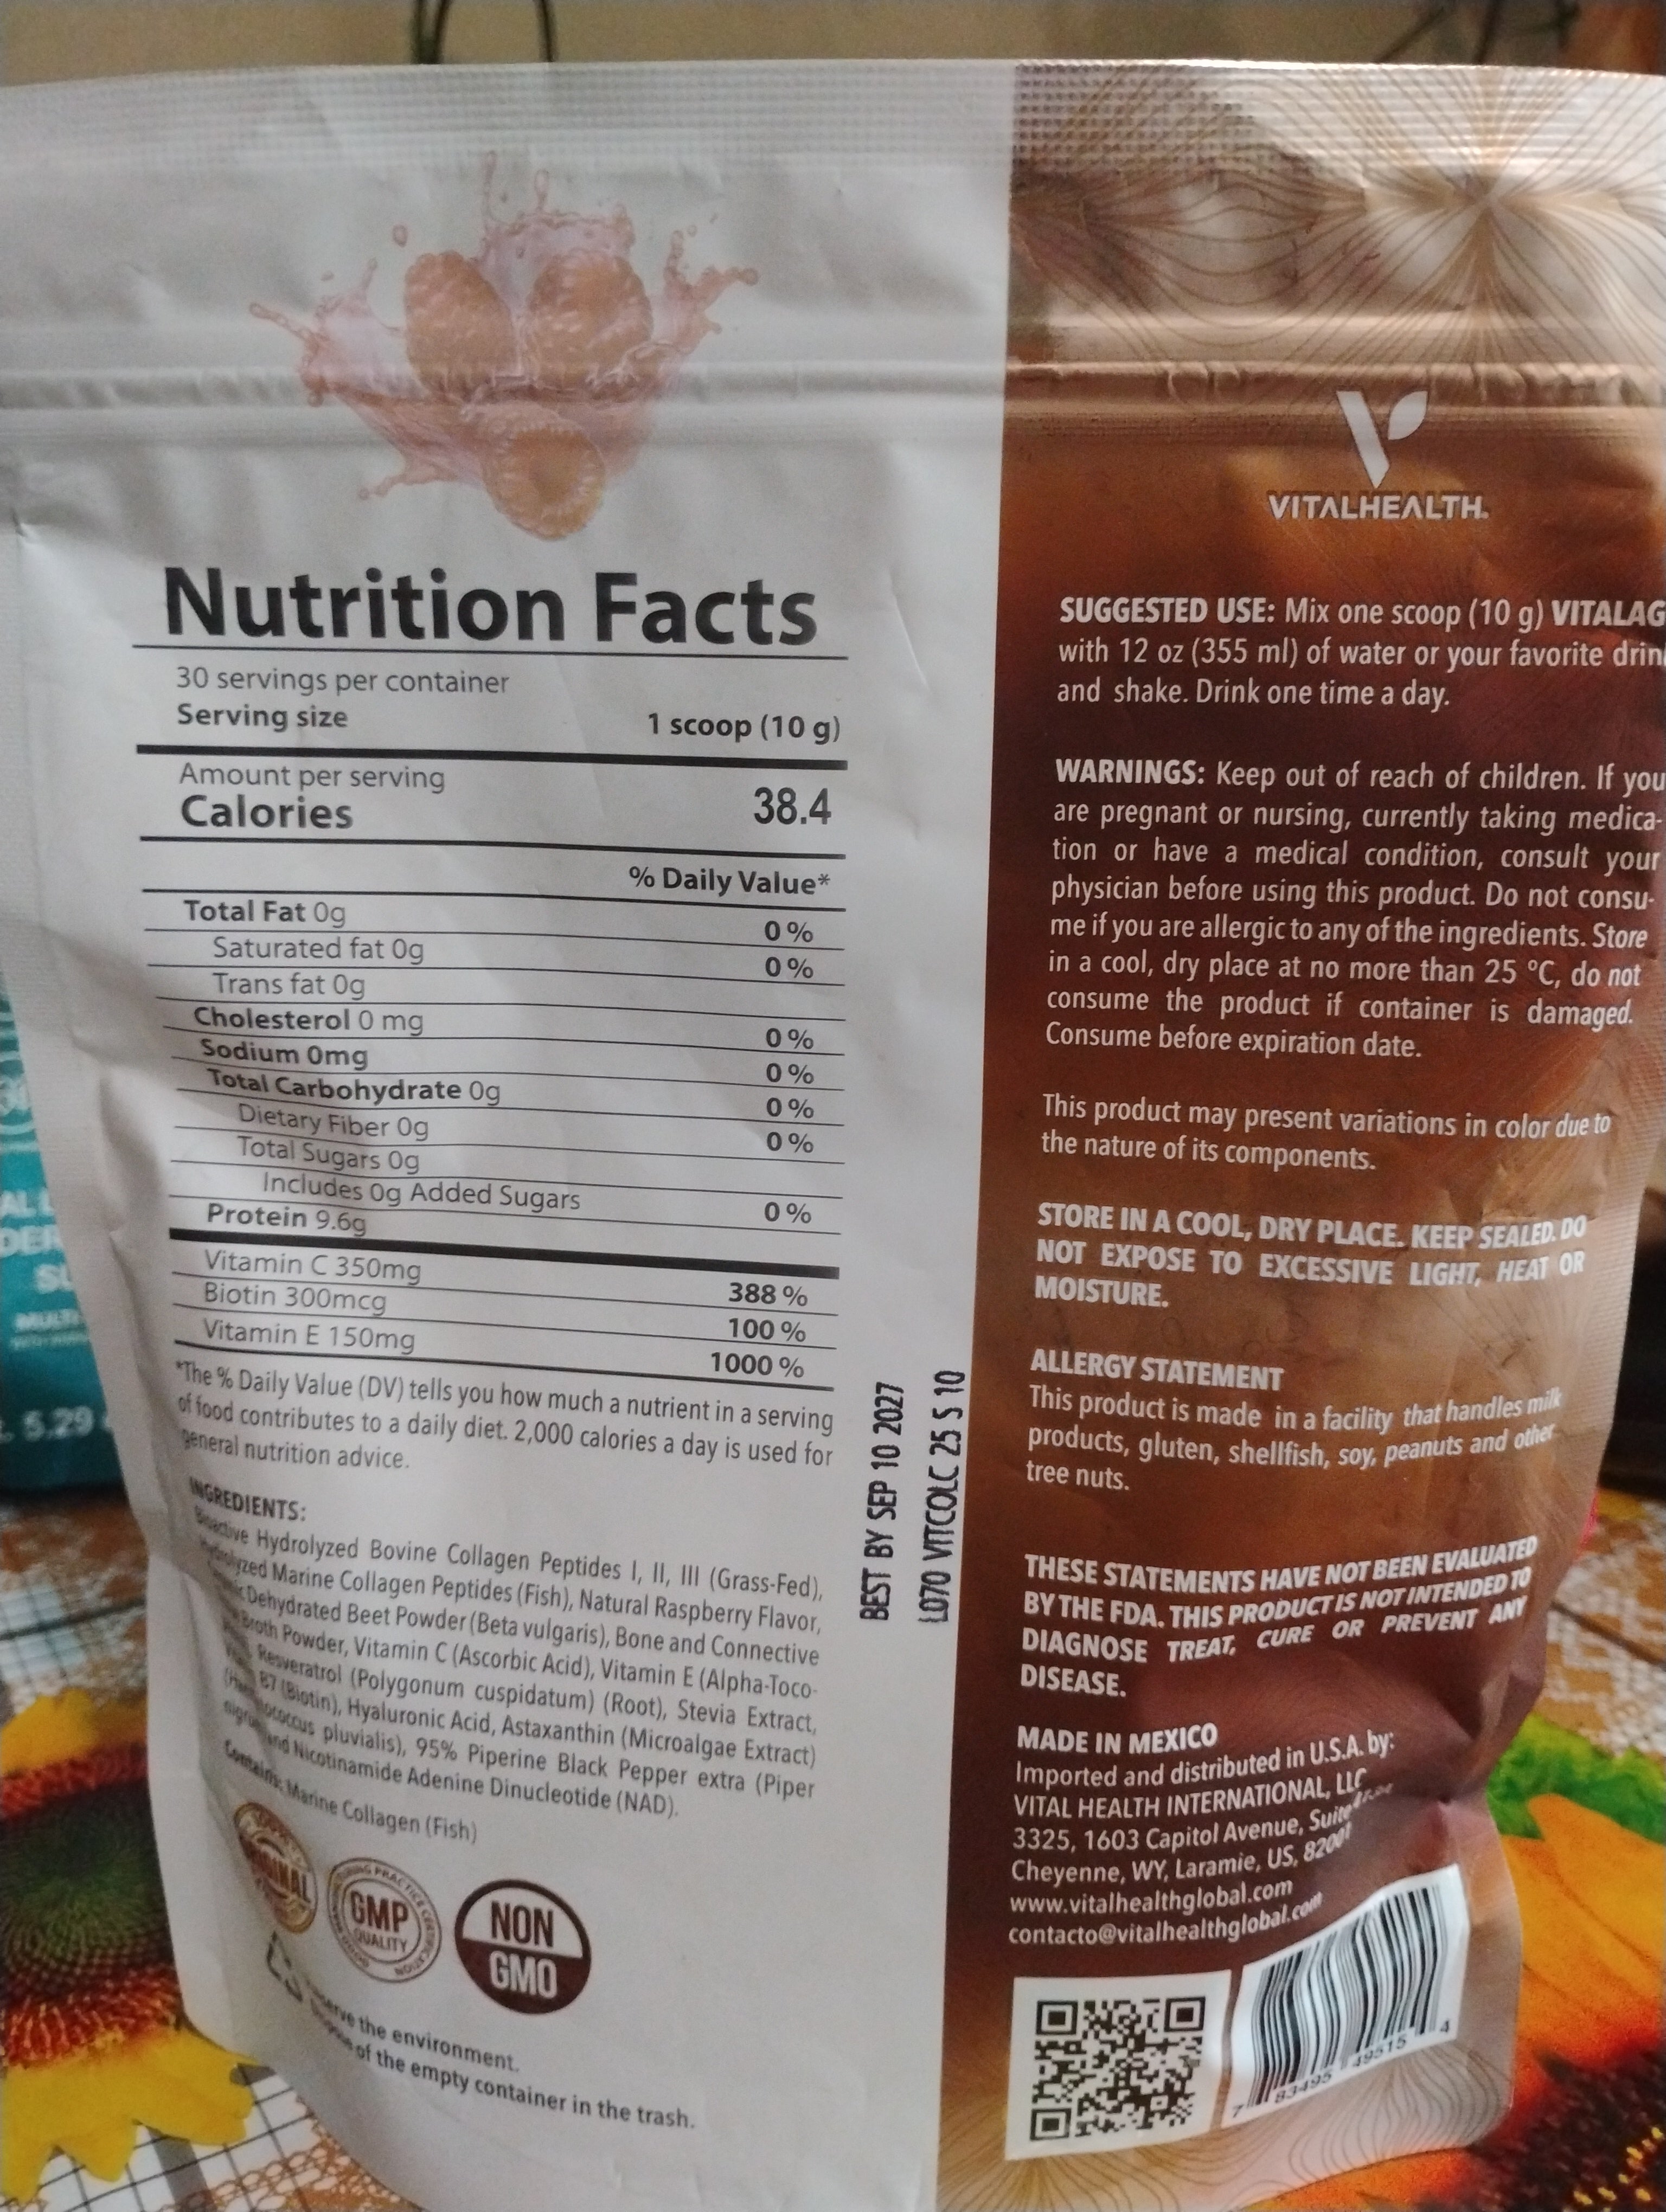 Nutrition Facts
30 servings per container
Serving size 1 scoop (10 g)
Amount per serving
Calories 38.4
% Daily Value*
Total Fat 0g 0 %
Saturated fat 0g 0 %
Trans fat 0g
Cholesterol 0 mg 0 %
Sodium 0mg 0 %
Total Carbohydrate 0g 0 %
Dietary Fiber 0g 0 %
Total Sugars 0g
Includes 0g Added Sugars 0 %
Protein 9.6g
Vitamin C 350mg 388 %
Biotin 300mcg 100 %
Vitamin E 150mg 1000 %
*The % Daily Value (DV) tells you how much a nutrient in a serving
of food contributes to a daily diet. 2,000 calories a day is used for
general nutrition advice.
INGREDIENTS:
Bioactive Hydrolyzed Bovine Collagen Peptides I, II, III (Grass-Fed),
Hydrolyzed Marine Collagen Peptides (Fish), Natural Raspberry Flavor,
Dehydrated Beet Powder (Beta vulgaris), Bone and Connective
Broth Powder, Vitamin C (Ascorbic Acid), Vitamin E (Alpha-Toco-
Resveratrol (Polygonum cuspidatum) (Root), Stevia Extract,
B7 (Biotin), Hyaluronic Acid, Astaxanthin (Microalgae Extract)
pluvialis), 95% Piperine Black Pepper extra (Piper
and Nicotinamide Adenine Dinucleotide (NAD).
Contains: Marine Collagen (Fish)
GMP
QUALITY
NON
GMO
the environment.
of the empty container in the trash.
BEST BY SEP 10 2027
L070 VITCOLC 25 S 10
VITALHEALTH.
SUGGESTED USE: Mix one scoop (10 g) VITALAG
with 12 oz (355 ml) of water or your favorite drin
and shake. Drink one time a day.
WARNINGS: Keep out of reach of children. If you
are pregnant or nursing, currently taking medica-
tion or have a medical condition, consult your
physician before using this product. Do not consu-
me if you are allergic to any of the ingredients. Store
in a cool, dry place at no more than 25 °C, do not
consume the product if container is damaged.
Consume before expiration date.
This product may present variations in color due to
the nature of its components.
STORE IN A COOL, DRY PLACE. KEEP SEALED. DO
NOT EXPOSE TO EXCESSIVE LIGHT, HEAT OR
MOISTURE.
ALLERGY STATEMENT
This product is made in a facility that handles milk
products, gluten, shellfish, soy, peanuts and other
tree nuts.
THESE STATEMENTS HAVE NOT BEEN EVALUATED
BY THE FDA. THIS PRODUCT IS NOT INTENDED TO
DIAGNOSE TREAT, CURE OR PREVENT ANY
DISEASE.
MADE IN MEXICO
Imported and distributed in U.S.A. by:
VITAL HEALTH INTERNATIONAL, LLC
3325, 1603 Capitol Avenue, Suite
Cheyenne, WY, Laramie, US, 82001
www.vitalhealthglobal.com
contacto@vitalhealthglobal.com
7 83495 49515 4
5.29